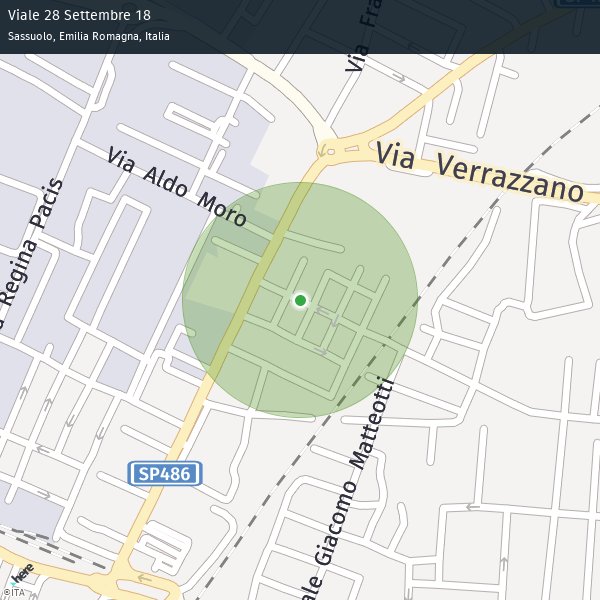 Viale 28 Settembre 18
Sassuolo, Emilia Romagna, Italia
Via Fra
Via Verrazzano
Via Aldo Moro
Regina Pacis
SP486
ale Giacomo Matteotti
here
©ITA